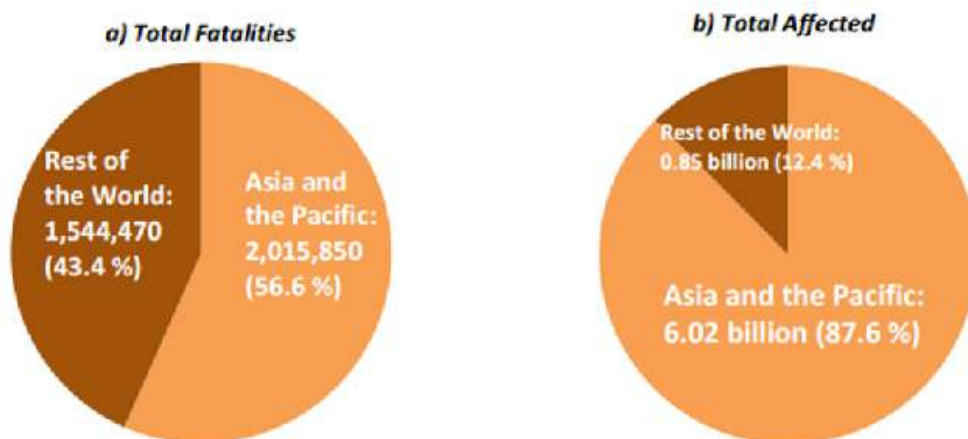 a) Total Fatalities
Rest of
the World:
1,544,470
(43.4 %)
Asia and
the Pacific:
2,015,850
(56.6 %)
b) Total Affected
Rest of the World:
0.85 billion (12.4 %)
Asia and the Pacific:
6.02 billion (87.6 %)